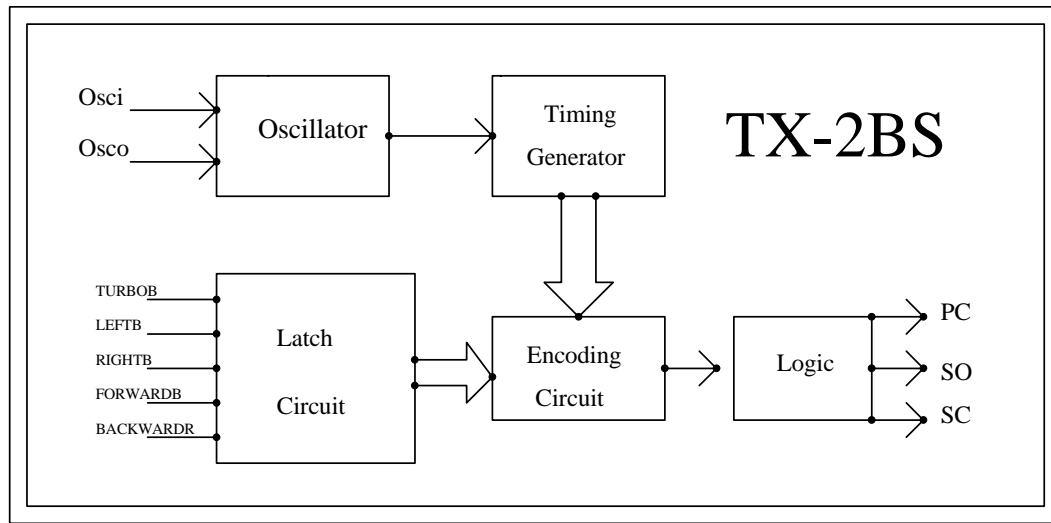 Osci
Osco
Oscillator
Timing
Generator
TX-2BS
TURBOB
LEFTB
RIGHTB
FORWARDB
BACKWARDR
Latch
Circuit
Encoding
Circuit
Logic
PC
SO
SC